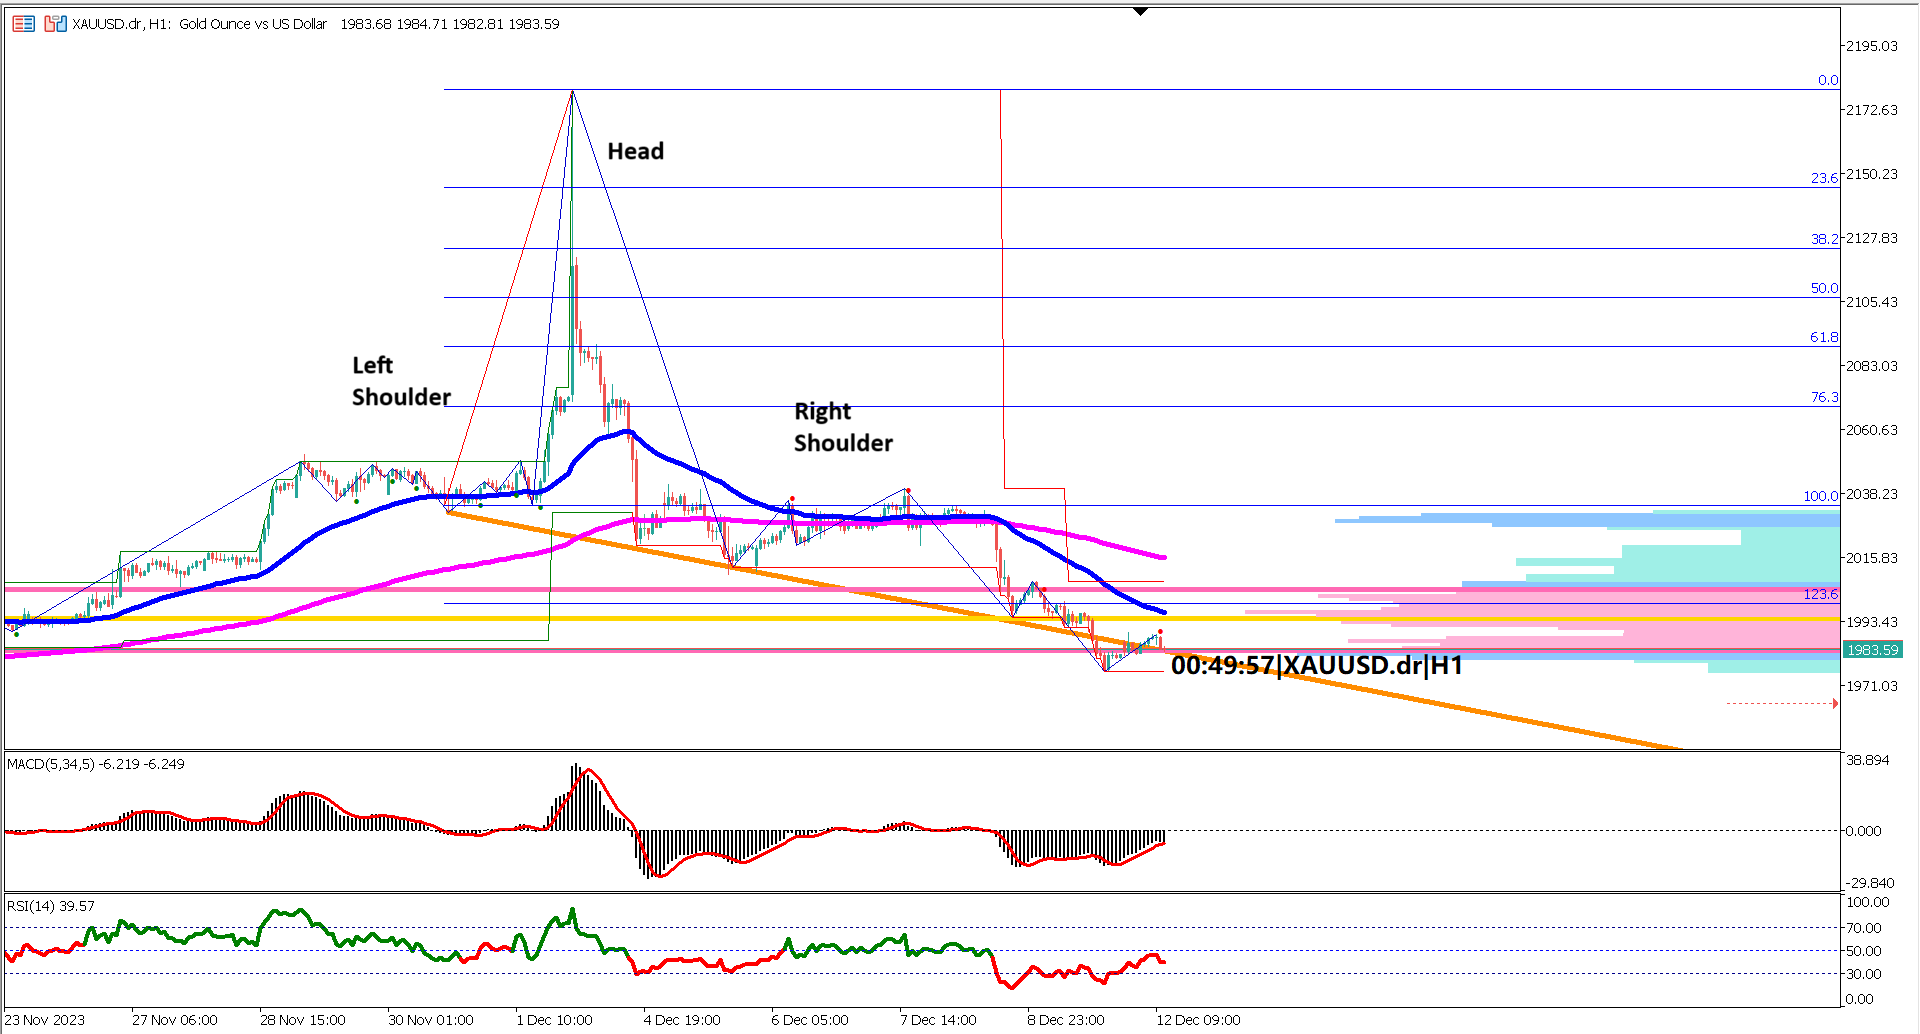 XAUUSD.dr, H1: Gold Ounce vs US Dollar 1983.68 1984.71 1982.81 1983.59
2195.03
0.0
2172.63
Head
2150.23
23.6
2127.83
38.2
50.0
2105.43
61.8
Left
Shoulder
2083.03
76.3
Right
Shoulder
2060.63
100.0
2038.23
2015.83
123.6
1993.43
1983.59
00:49:57|XAUUSD.dr|H1
1971.03
MACD(5,34,5) -6.219 -6.249
38.894
0.000
-29.840
RSI(14) 39.57
100.00
70.00
50.00
30.00
0.00
23 Nov 2023
27 Nov 06:00
28 Nov 15:00
30 Nov 01:00
1 Dec 10:00
4 Dec 19:00
6 Dec 05:00
7 Dec 14:00
8 Dec 23:00
12 Dec 09:00